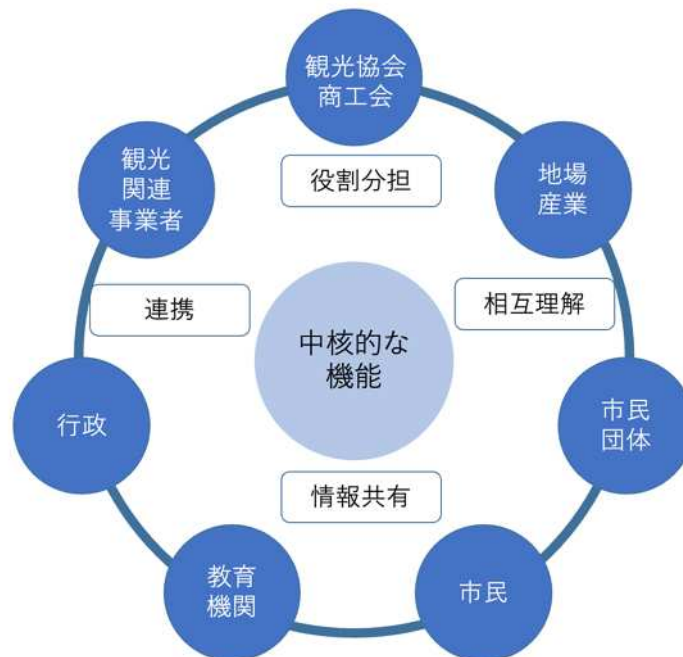 観光協会
商工会
観光
関連
事業者
役割分担
地場
産業
連携
相互理解
中核的な
機能
行政
市民
団体
情報共有
教育
機関
市民